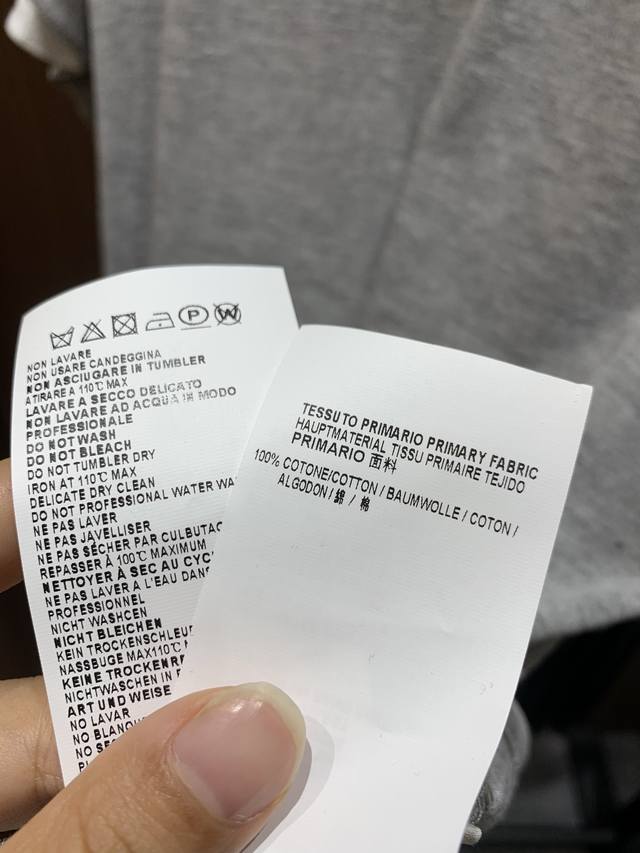 P W
NON LAVARE
NON USARE CANDEGGINA
NON ASCIUGARE IN TUMBLER
ATIRARE A 110℃ MAX
LAVARE A SECCO DELICATO
NON LAVARE AD ACQUA IN MODO
PROFESSIONALE
DO NOT WASH
DO NOT BLEACH
DO NOT TUMBLER DRY
IRON AT 110℃ MAX
DELICATE DRY CLEAN
DO NOT PROFESSIONAL WATER WA
NE PAS LAVER
NE PAS JAVELLISER
NE PAS SÉCHER PAR CULBUTAG
REPASSER À 100℃ MAXIMUM
NETTOYER À SEC AU CYC
NE PAS LAVER A L'EAU DANS
PROFESSIONNEL
NICHT WASHCEN
NICHT BLEICHEN
KEIN TROCKENSCHLEU
NASSBUGE MAX110℃
KEINE TROCKENRE
NICHTWASCHEN IN
ART UND WEISE
NO LAVAR
NO BLANQU
NO SE
TESSUTO PRIMARIO PRIMARY FABRIC
HAUPTMATERIAL TISSU PRIMAIRE TEJIDO
PRIMARIO 面料
100% COTONE/COTTON / BAUMWOLLE / COTON /
ALGODON / 綿 / 棉